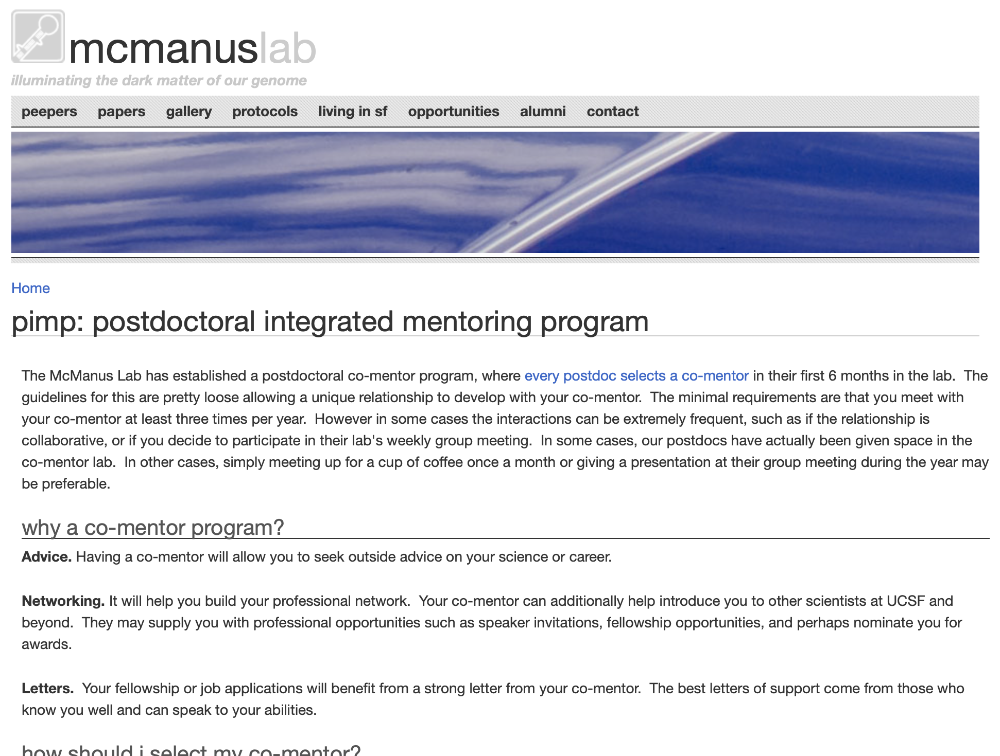 mcmanuslab
illuminating the dark matter of our genome
peepers papers gallery protocols living in sf opportunities alumni contact
Home
pimp: postdoctoral integrated mentoring program
The McManus Lab has established a postdoctoral co-mentor program, where every postdoc selects a co-mentor in their first 6 months in the lab.  The
guidelines for this are pretty loose allowing a unique relationship to develop with your co-mentor.  The minimal requirements are that you meet with
your co-mentor at least three times per year.  However in some cases the interactions can be extremely frequent, such as if the relationship is
collaborative, or if you decide to participate in their lab's weekly group meeting.  In some cases, our postdocs have actually been given space in the
co-mentor lab.  In other cases, simply meeting up for a cup of coffee once a month or giving a presentation at their group meeting during the year may
be preferable.
why a co-mentor program?
Advice. Having a co-mentor will allow you to seek outside advice on your science or career.
Networking. It will help you build your professional network.  Your co-mentor can additionally help introduce you to other scientists at UCSF and
beyond.  They may supply you with professional opportunities such as speaker invitations, fellowship opportunities, and perhaps nominate you for
awards.
Letters.  Your fellowship or job applications will benefit from a strong letter from your co-mentor.  The best letters of support come from those who
know you well and can speak to your abilities.
how should i select my co-mentor?